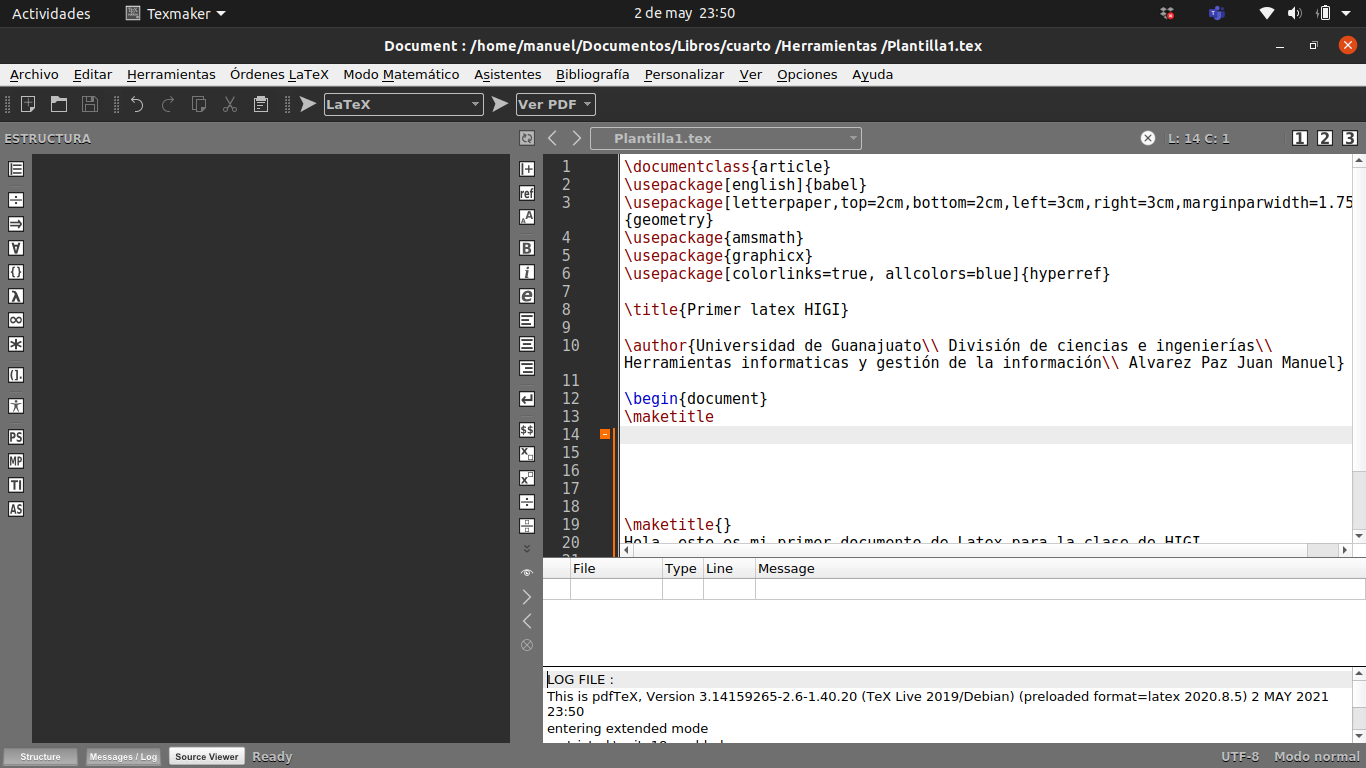 Actividades Texmaker 2 de may 23:50
Document : /home/manuel/Documentos/Libros/cuarto /Herramientas /Plantilla1.tex
Archivo Editar Herramientas Órdenes LaTeX Modo Matemático Asistentes Bibliografía Personalizar Ver Opciones Ayuda
LaTeX Ver PDF
ESTRUCTURA Plantilla1.tex L: 14 C: 1 1 2 3
1 \documentclass{article}
2 \usepackage[english]{babel}
3 \usepackage[letterpaper,top=2cm,bottom=2cm,left=3cm,right=3cm,marginparwidth=1.75
{geometry}
4 \usepackage{amsmath}
5 \usepackage{graphicx}
6 \usepackage[colorlinks=true, allcolors=blue]{hyperref}
7
8 \title{Primer latex HIGI}
9
10 \author{Universidad de Guanajuato\\ División de ciencias e ingenierías\\
Herramientas informaticas y gestión de la información\\ Alvarez Paz Juan Manuel}
11
12 \begin{document}
13 \maketitle
14
15
16
17
18
19 \maketitle{}
20 Hola, este es mi primer documento de Latex para la clase de HIGI
ref
B
i
e
$$
PS
MP
TI
AS
File Type Line Message
LOG FILE :
This is pdfTeX, Version 3.14159265-2.6-1.40.20 (TeX Live 2019/Debian) (preloaded format=latex 2020.8.5) 2 MAY 2021
23:50
entering extended mode
Structure Messages / Log Source Viewer Ready UTF-8 Modo normal